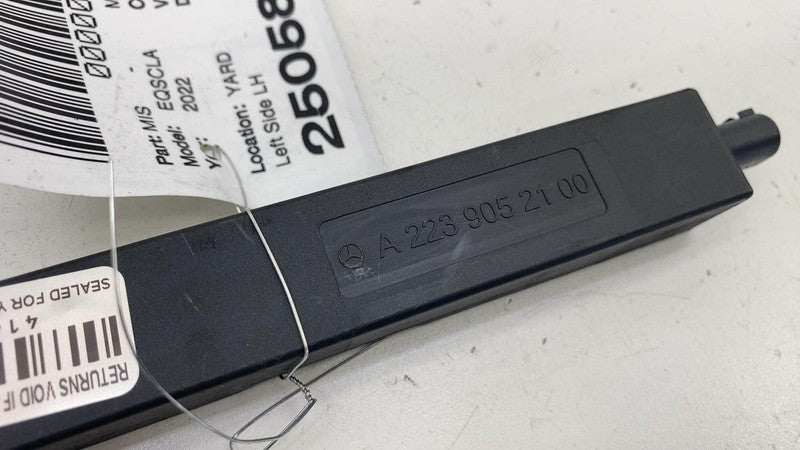 Part: MIS
Model: EQSCLA
2022
Location: YARD
Left Side LH
25058
A 223 905 21 00
SEALED FOR Y
RETURNS VOID IF